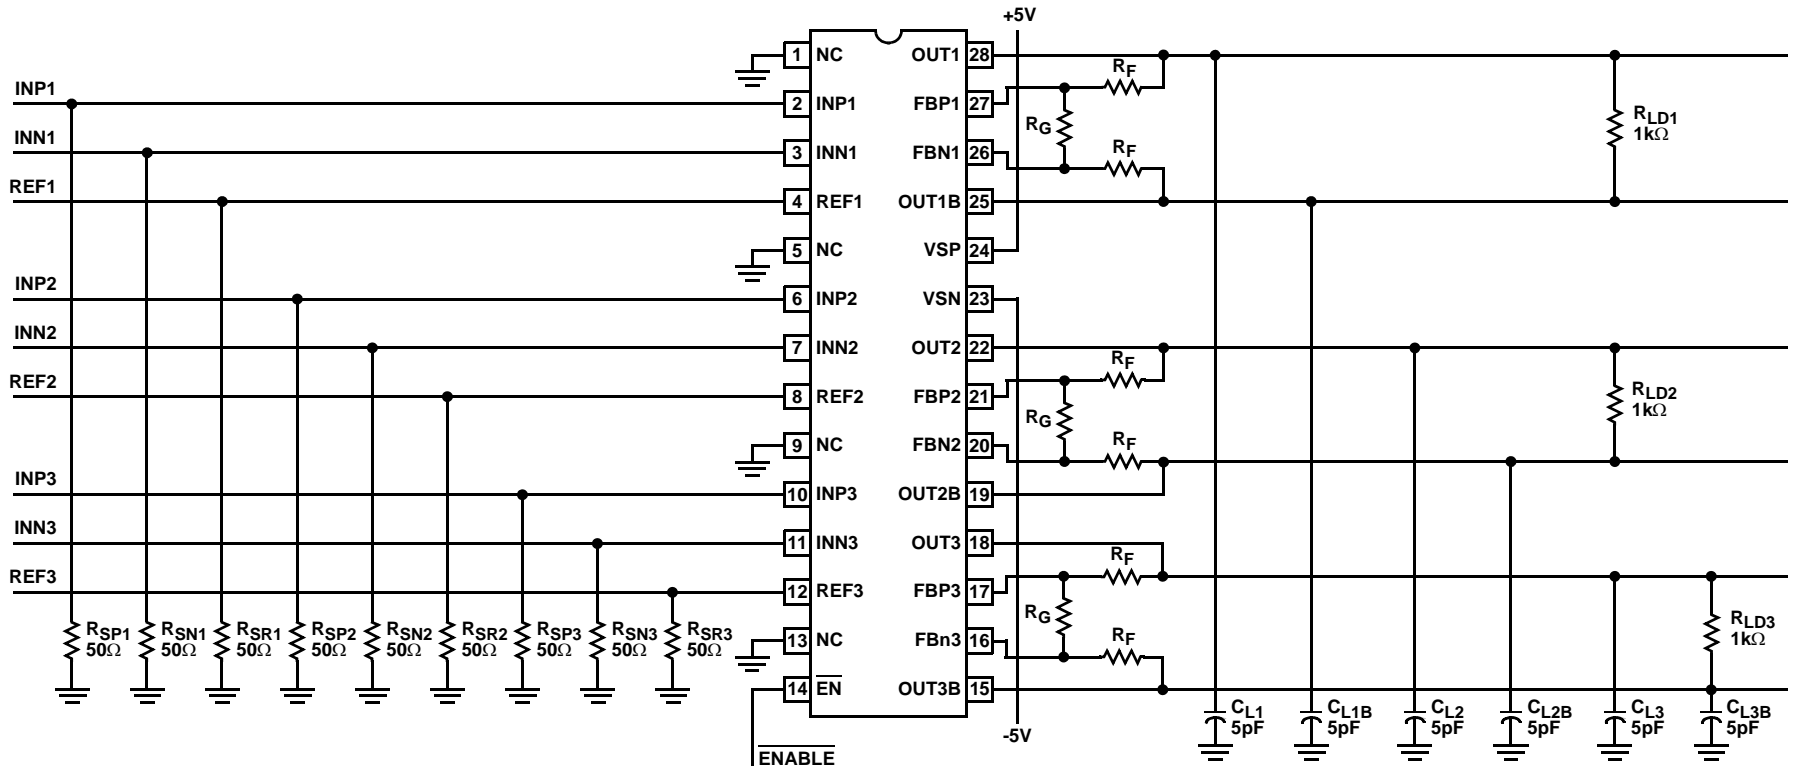 +5V
1 NC OUT1 28
RF
INP1
2 INP1 FBP1 27
RG
RLD1
1kΩ
INN1
3 INN1 FBN1 26
RF
REF1
4 REF1 OUT1B 25
5 NC VSP 24
INP2
6 INP2 VSN 23
INN2
7 INN2 OUT2 22
RF
REF2
8 REF2 FBP2 21
RG
RLD2
1kΩ
9 NC FBN2 20
RF
INP3
10 INP3 OUT2B 19
INN3
11 INN3 OUT3 18
RF
REF3
12 REF3 FBP3 17
RG
RSP1
50Ω
RSN1
50Ω
RSR1
50Ω
RSP2
50Ω
RSN2
50Ω
RSR2
50Ω
RSP3
50Ω
RSN3
50Ω
RSR3
50Ω
13 NC FBn3 16
RF
RLD3
1kΩ
14 EN OUT3B 15
-5V
CL1
5pF
CL1B
5pF
CL2
5pF
CL2B
5pF
CL3
5pF
CL3B
5pF
ENABLE